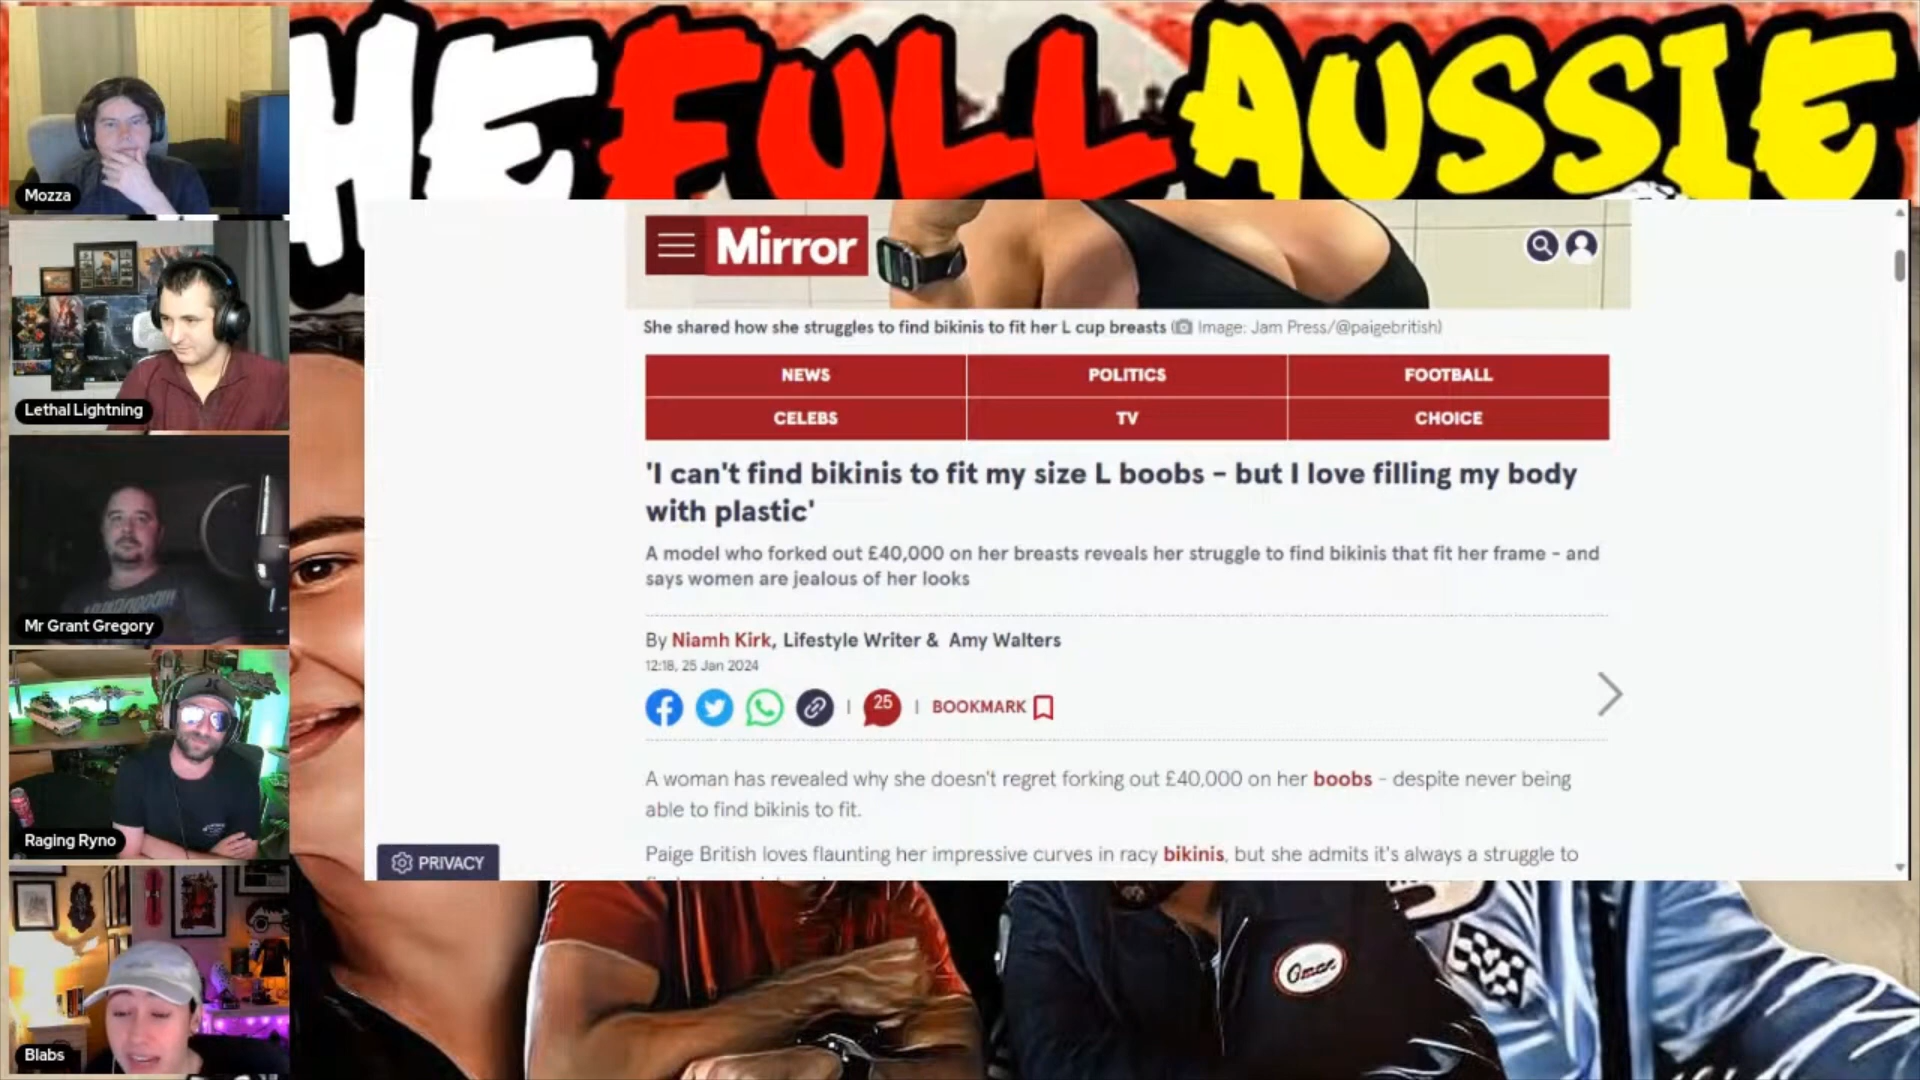 HE FULL AUSSIE
Mozza
Lethal Lightning
Mr Grant Gregory
Raging Ryno
Blabs
Mirror
She shared how she struggles to find bikinis to fit her L cup breasts (Image: Jam Press/@paigebritish)
NEWS POLITICS FOOTBALL
CELEBS TV CHOICE
'I can't find bikinis to fit my size L boobs – but I love filling my body
with plastic'
A model who forked out £40,000 on her breasts reveals her struggle to find bikinis that fit her frame - and
says women are jealous of her looks
By Niamh Kirk, Lifestyle Writer & Amy Walters
12:18, 25 Jan 2024
25 | BOOKMARK
A woman has revealed why she doesn't regret forking out £40,000 on her boobs - despite never being
able to find bikinis to fit.
Paige British loves flaunting her impressive curves in racy bikinis, but she admits it's always a struggle to
PRIVACY